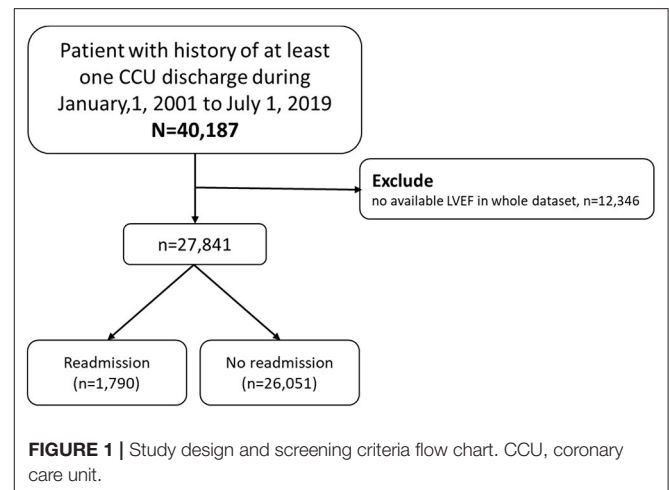 Patient with history of at least
one CCU discharge during
January,1, 2001 to July 1, 2019
N=40,187
Exclude
no available LVEF in whole dataset, n=12,346
n=27,841
Readmission
(n=1,790)
No readmission
(n=26,051)
FIGURE 1 | Study design and screening criteria flow chart. CCU, coronary
care unit.